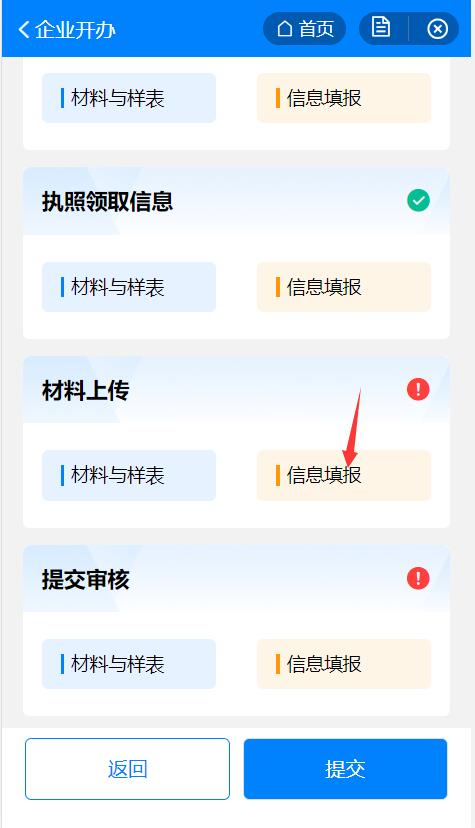 企业开办
首页
材料与样表
信息填报
执照领取信息
材料与样表
信息填报
材料上传
材料与样表
信息填报
提交审核
材料与样表
信息填报
返回
提交